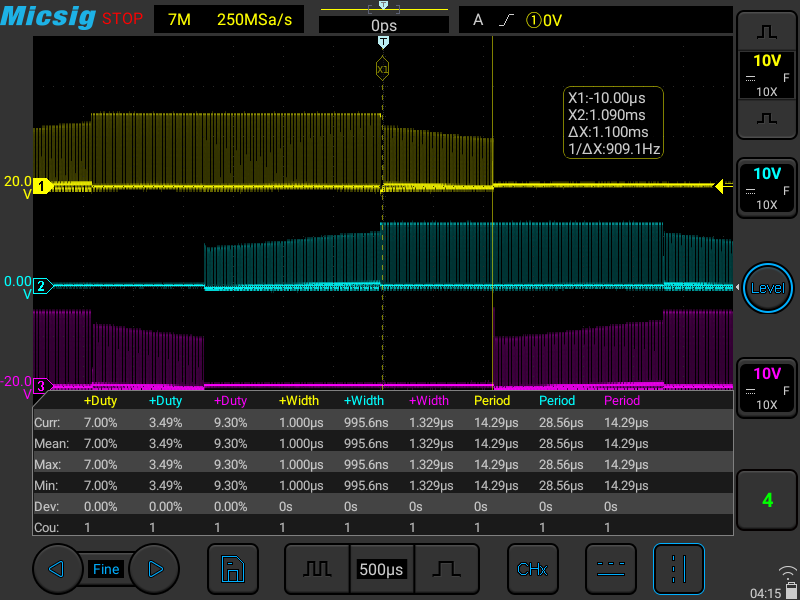 Micsig STOP 7M 250MSa/s 0ps A ①0V
T
X1
10V
F
10X
X1:-10.00μs
X2:1.090ms
ΔX:1.100ms
1/ΔX:909.1Hz
20.0
V
1
10V
F
10X
0.00
V
2
Level
-20.0
V
3
10V
F
10X
+Duty +Duty +Duty +Width +Width +Width Period Period Period
Curr: 7.00% 3.49% 9.30% 1.000μs 995.6ns 1.329μs 14.29μs 28.56μs 14.29μs
Mean: 7.00% 3.49% 9.30% 1.000μs 995.6ns 1.329μs 14.29μs 28.56μs 14.29μs
Max: 7.00% 3.49% 9.30% 1.000μs 995.6ns 1.329μs 14.29μs 28.56μs 14.29μs
Min: 7.00% 3.49% 9.30% 1.000μs 995.6ns 1.329μs 14.29μs 28.56μs 14.29μs
Dev: 0.00% 0.00% 0.00% 0s 0s 0s 0s 0s 0s
Cou: 1 1 1 1 1 1 1 1 1
4
Fine 500μs CHx
04:15